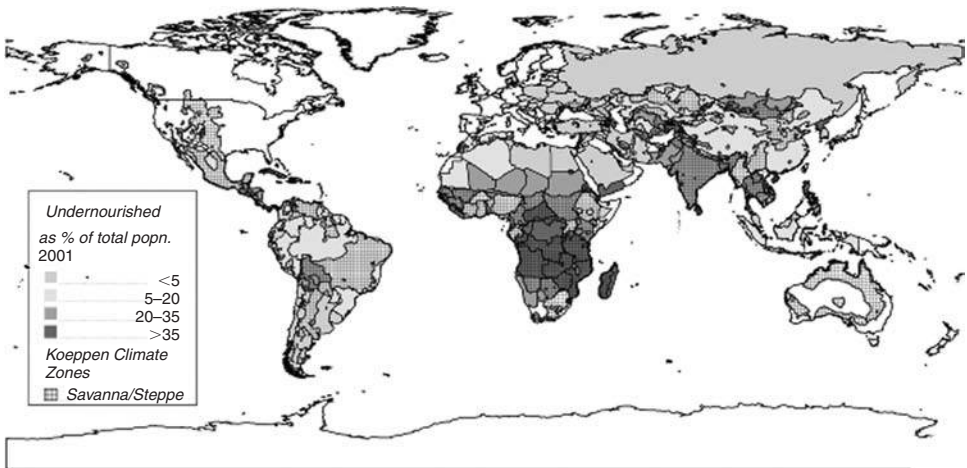 Undernourished
as % of total popn.
2001
<5
5–20
20–35
>35
Koeppen Climate
Zones
Savanna/Steppe